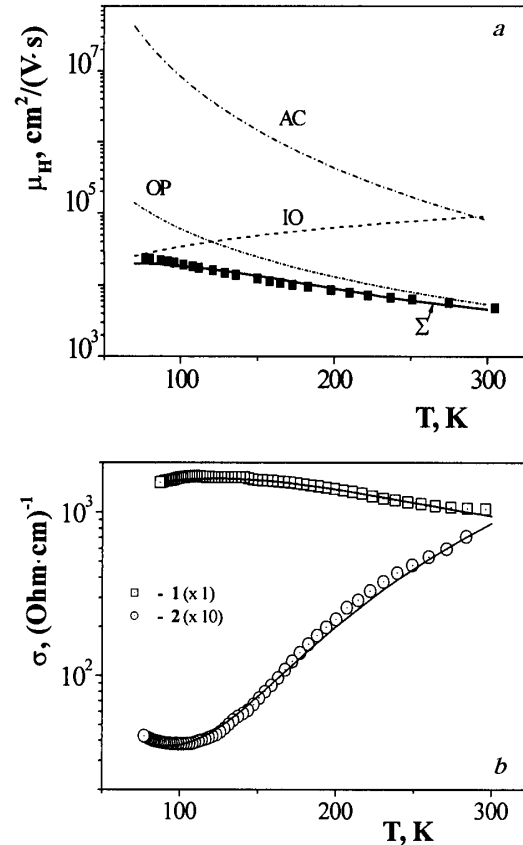 a
10⁷
AC
μ_H, cm²/(V·s)
OP
10⁵
IO
Σ
10³
100 200 300
T, K
10³
σ, (Ohm·cm)⁻¹
- 1 (x 1)
- 2 (x 10)
10²
b
100 200 300
T, K